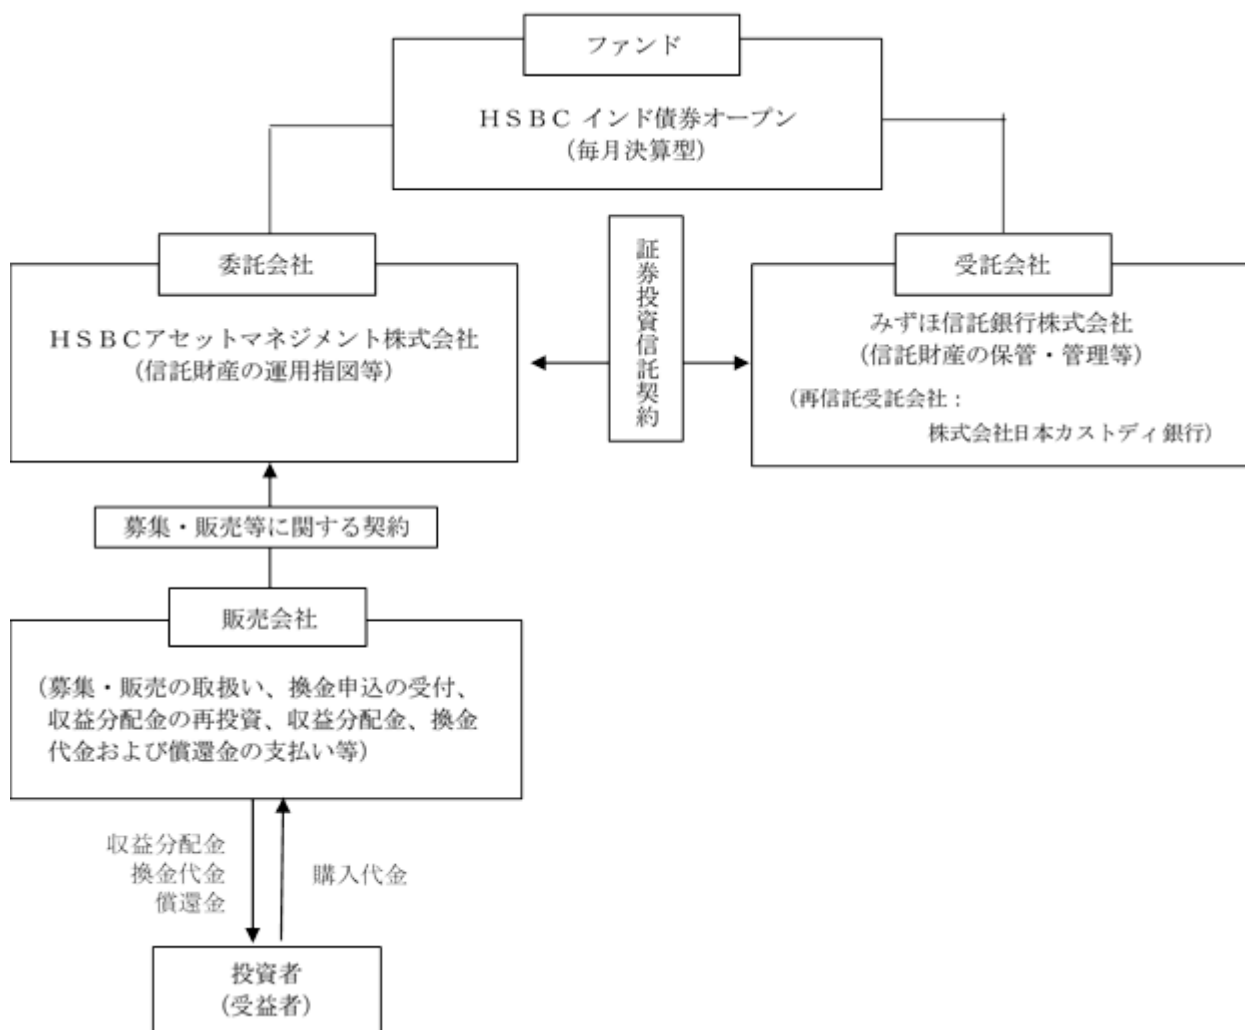 ファンド
ＨＳＢＣ インド債券オープン
（毎月決算型）
委託会社
ＨＳＢＣアセットマネジメント株式会社
（信託財産の運用指図等）
証券投資信託契約
受託会社
みずほ信託銀行株式会社
（信託財産の保管・管理等）
（再信託受託会社：
株式会社日本カストディ銀行）
募集・販売等に関する契約
販売会社
（募集・販売の取扱い、換金申込の受付、
収益分配金の再投資、収益分配金、換金
代金および償還金の支払い等）
収益分配金
換金代金
償還金
購入代金
投資者
（受益者）